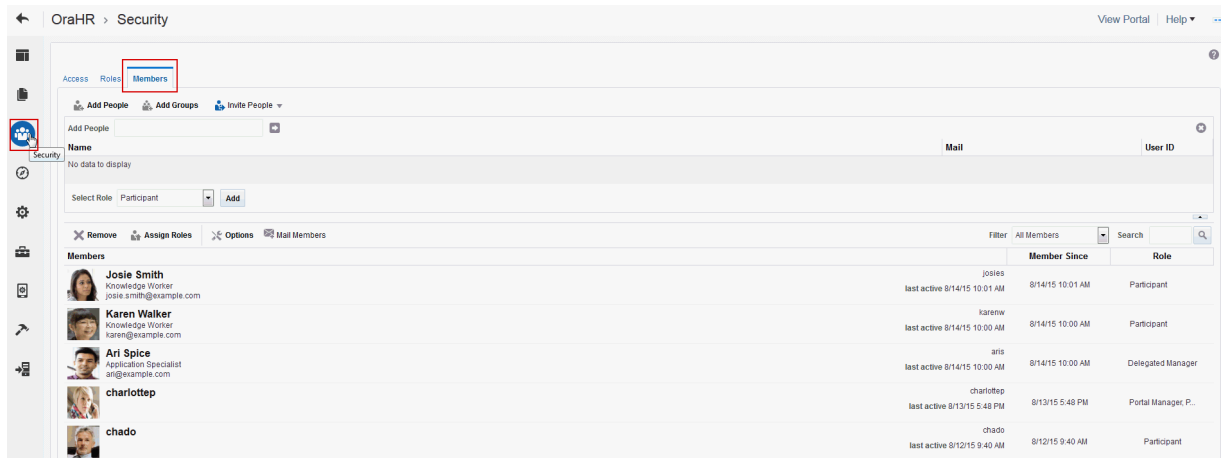 OraHR > Security
View Portal Help
Access Roles Members
Add People Add Groups Invite People
Add People
Name Mail User ID
Security
No data to display
Select Role Participant Add
Remove Assign Roles Options Mail Members Filter All Members Search
Members Member Since Role
Josie Smith josies
Knowledge Worker 8/14/15 10:01 AM Participant
josie.smith@example.com last active 8/14/15 10:01 AM
Karen Walker karenw
Knowledge Worker 8/14/15 10:00 AM Participant
karen@example.com last active 8/14/15 10:00 AM
Ari Spice aris
Application Specialist 8/14/15 10:00 AM Delegated Manager
ari@example.com last active 8/14/15 10:00 AM
charlottep charlottep
8/13/15 5:48 PM Portal Manager, P...
last active 8/13/15 5:48 PM
chado chado
8/12/15 9:40 AM Participant
last active 8/12/15 9:40 AM